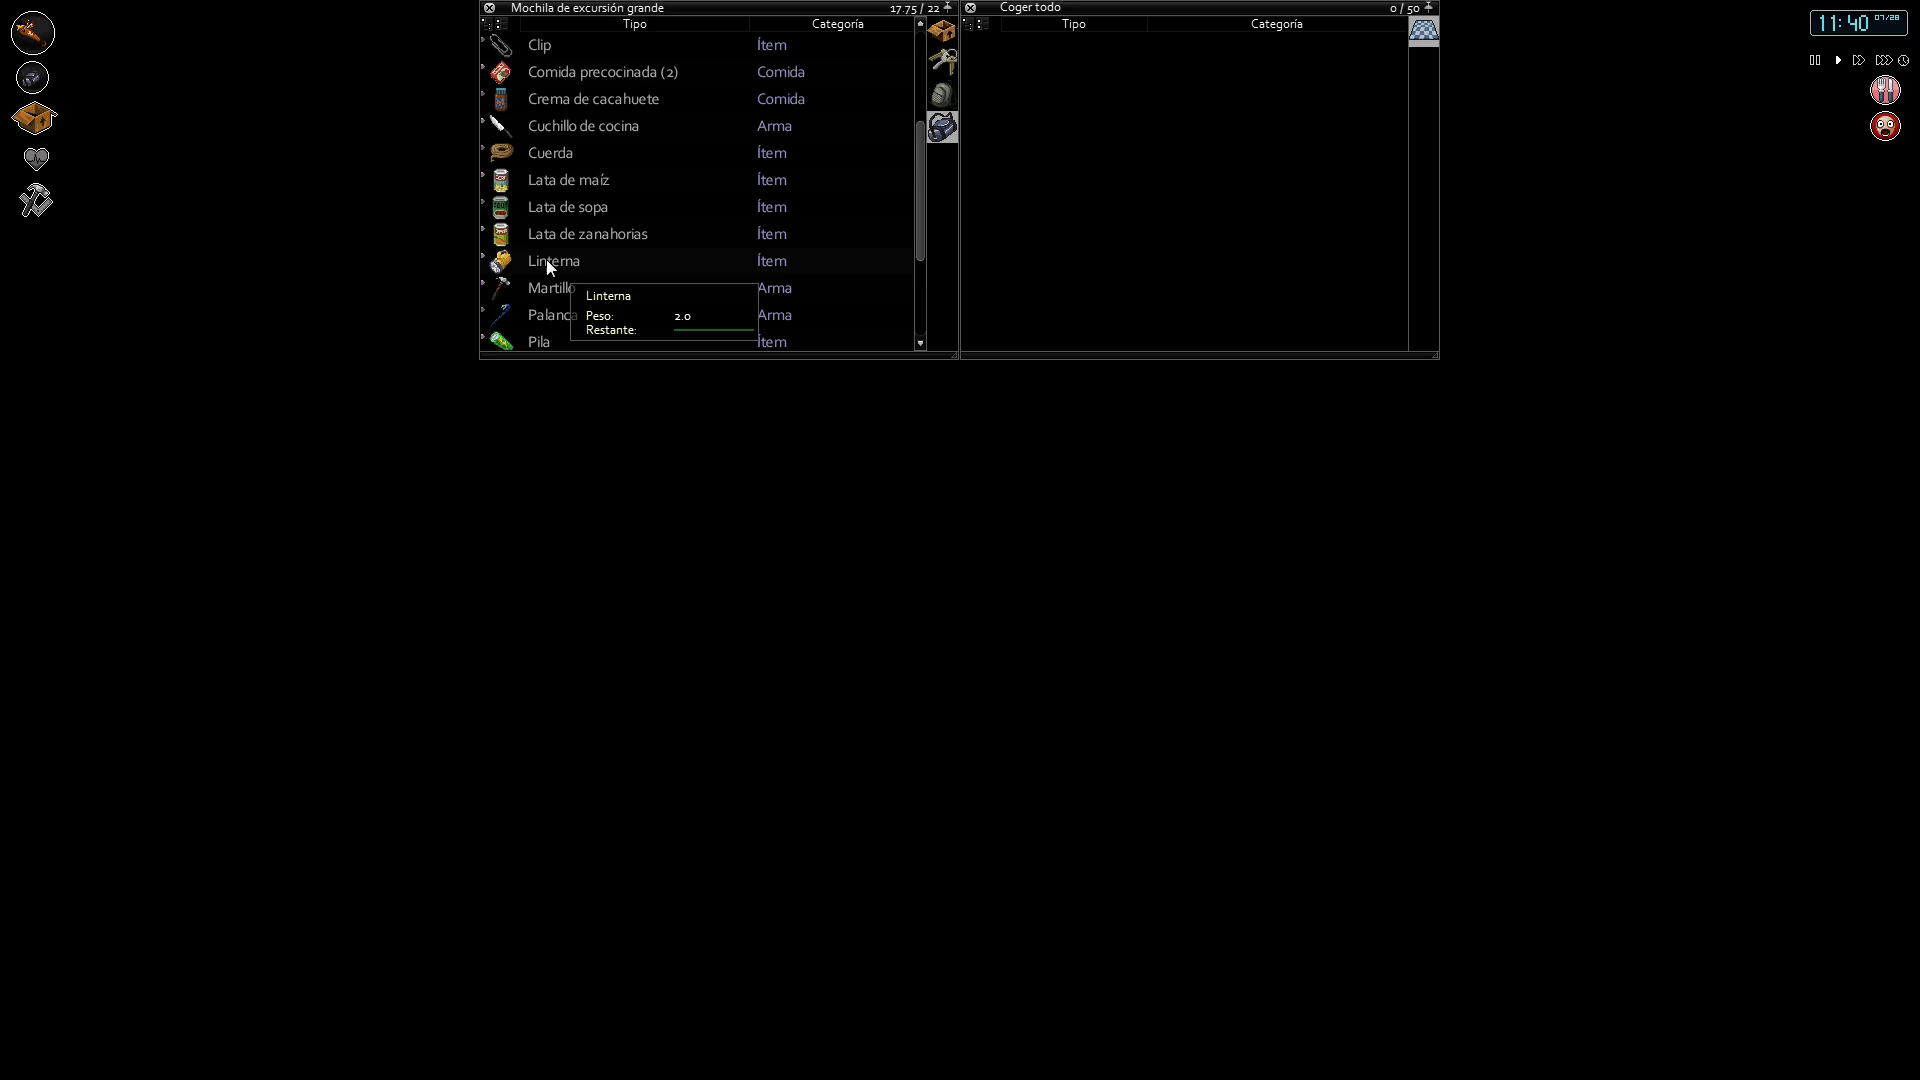 Mochila de excursión grande 17.75 / 22
Tipo Categoría
Clip Ítem
Comida precocinada (2) Comida
Crema de cacahuete Comida
Cuchillo de cocina Arma
Cuerda Ítem
Lata de maíz Ítem
Lata de sopa Ítem
Lata de zanahorias Ítem
Linterna Ítem
Martillo Arma
Palanca Arma
Pila Ítem
Linterna
Peso: 2.0
Restante:
Coger todo 0 / 50
Tipo Categoría
11:40 07/28